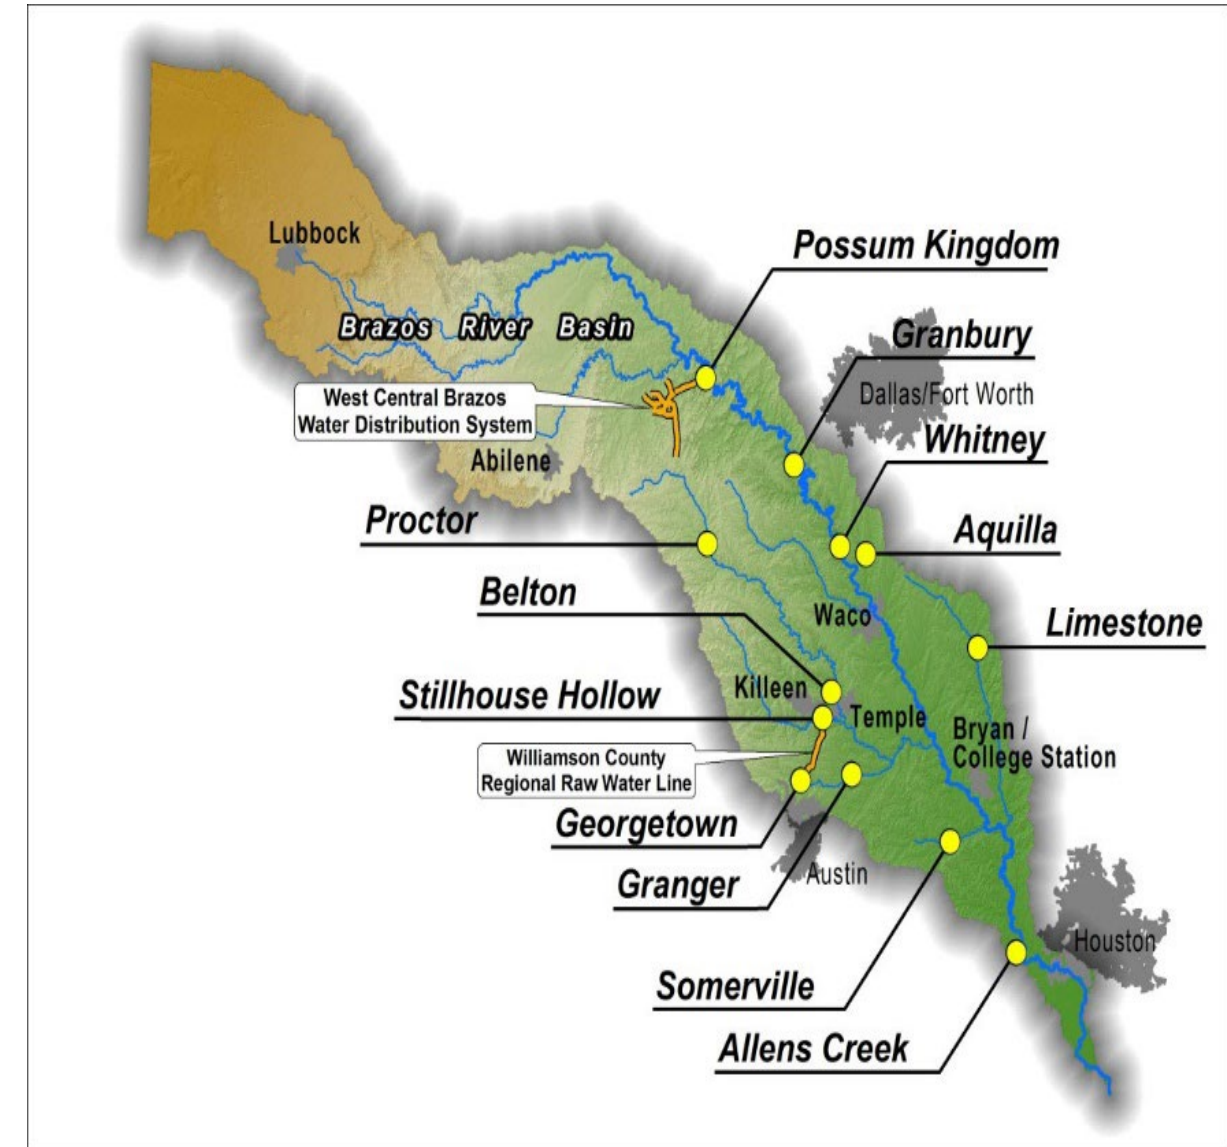 Lubbock
Possum Kingdom
Brazos River Basin
Granbury
Dallas/Fort Worth
West Central Brazos
Water Distribution System
Whitney
Abilene
Proctor
Aquilla
Belton
Waco
Limestone
Killeen
Stillhouse Hollow
Temple
Bryan /
College Station
Williamson County
Regional Raw Water Line
Georgetown
Granger
Austin
Houston
Somerville
Allens Creek